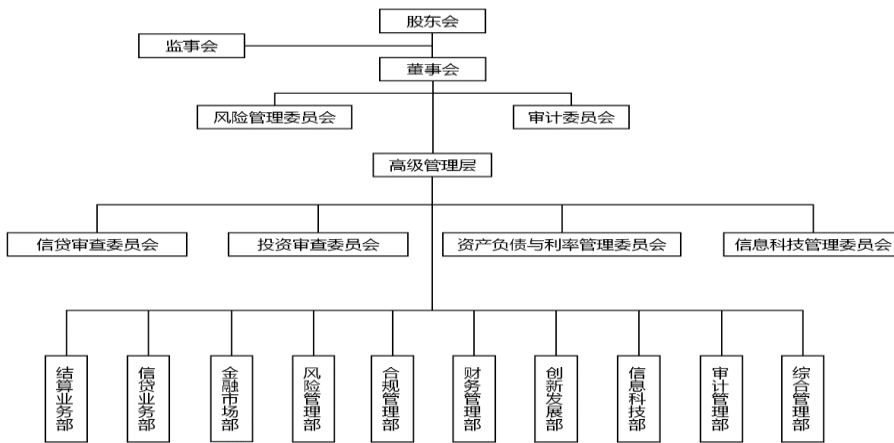 股东会
监事会
董事会
风险管理委员会
审计委员会
高级管理层
信贷审查委员会
投资审查委员会
资产负债与利率管理委员会
信息科技管理委员会
结算业务部
信贷业务部
金融市场部
风险管理部
合规管理部
财务管理部
创新发展部
信息科技部
审计管理部
综合管理部